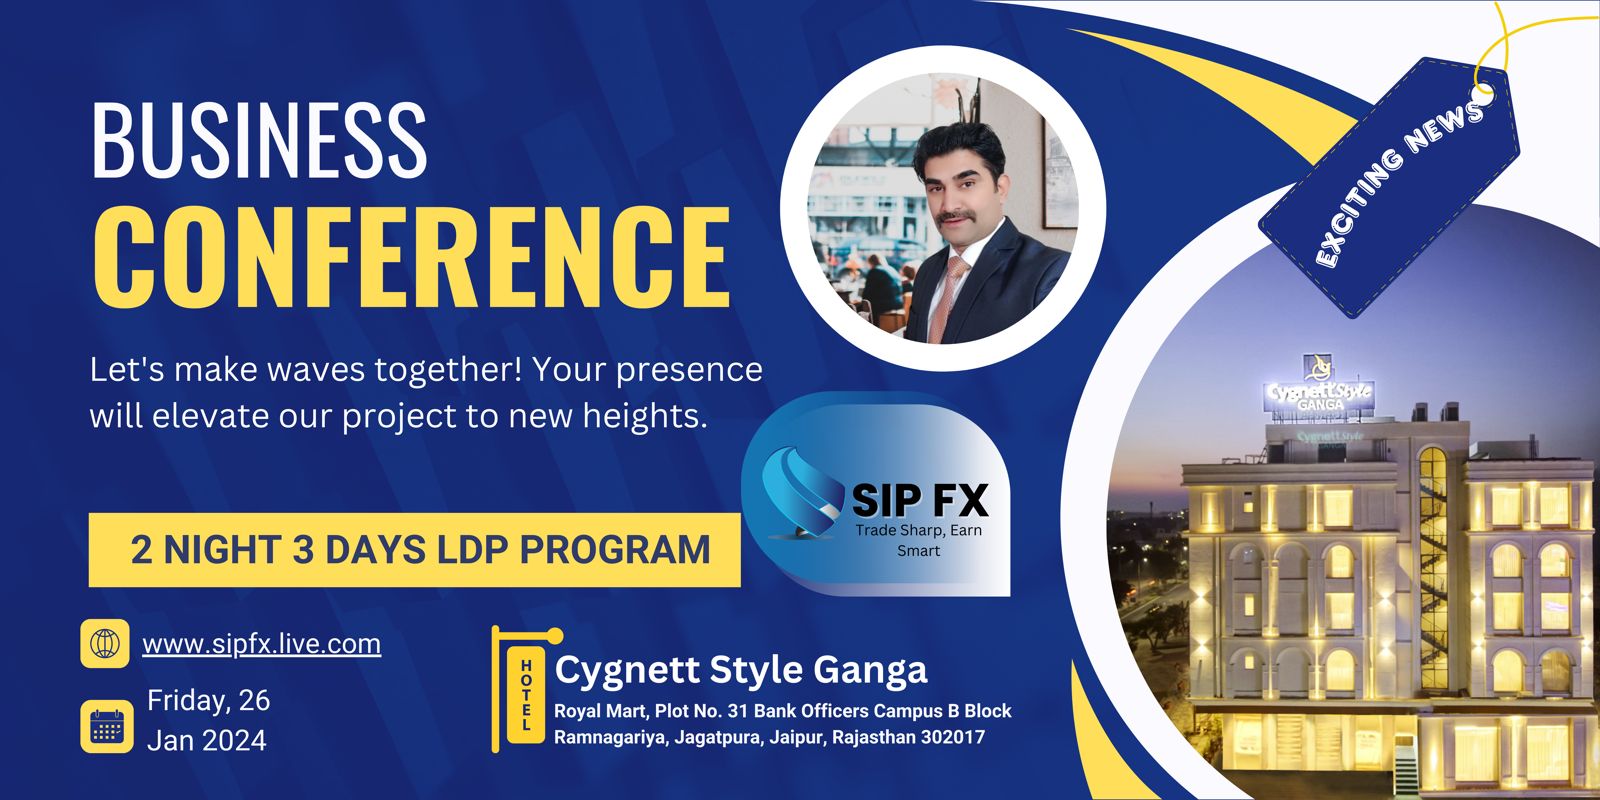 BUSINESS
CONFERENCE
Let's make waves together! Your presence
will elevate our project to new heights.
2 NIGHT 3 DAYS LDP PROGRAM
www.sipfx.live.com
Friday, 26
Jan 2024
SIP FX
Trade Sharp, Earn
Smart
HOTEL
Cygnett Style Ganga
Royal Mart, Plot No. 31 Bank Officers Campus B Block
Ramnagariya, Jagatpura, Jaipur, Rajasthan 302017
EXCITING NEWS
Cygnett Style
GANGA
Cygnett Style